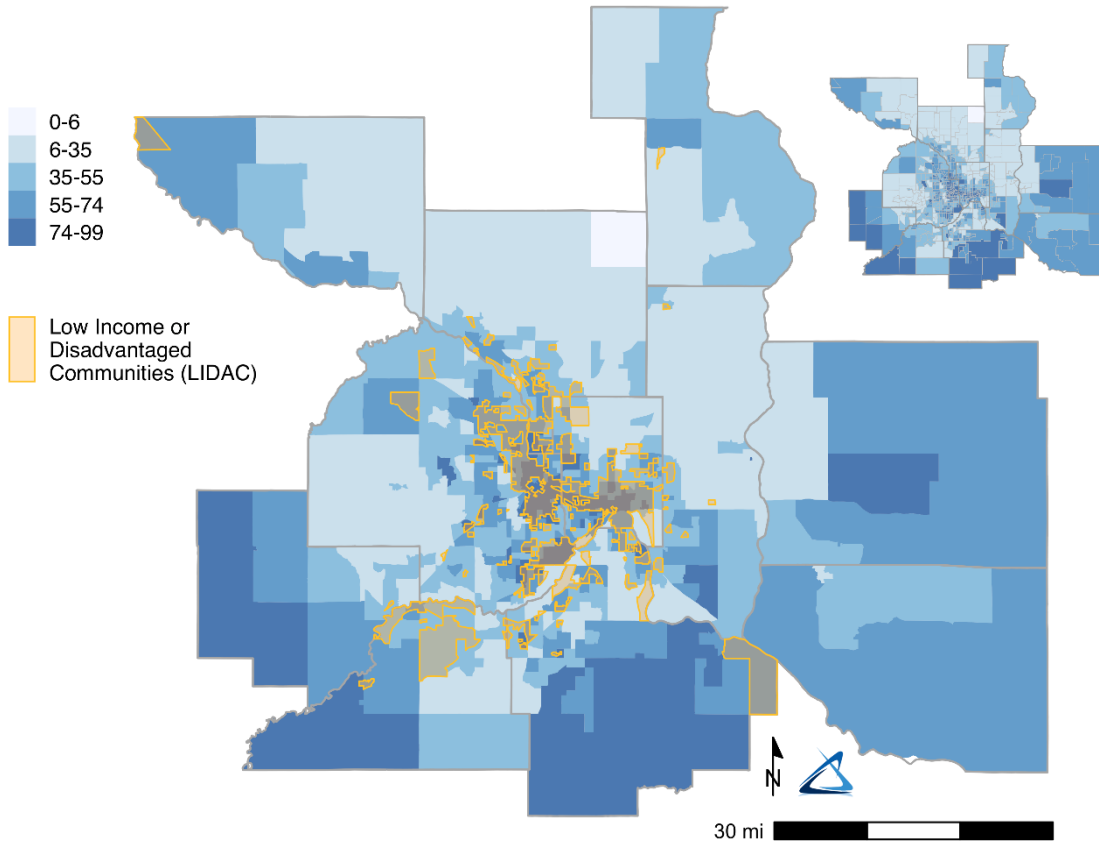 0-6
6-35
35-55
55-74
74-99
Low Income or
Disadvantaged
Communities (LIDAC)
N
30 mi